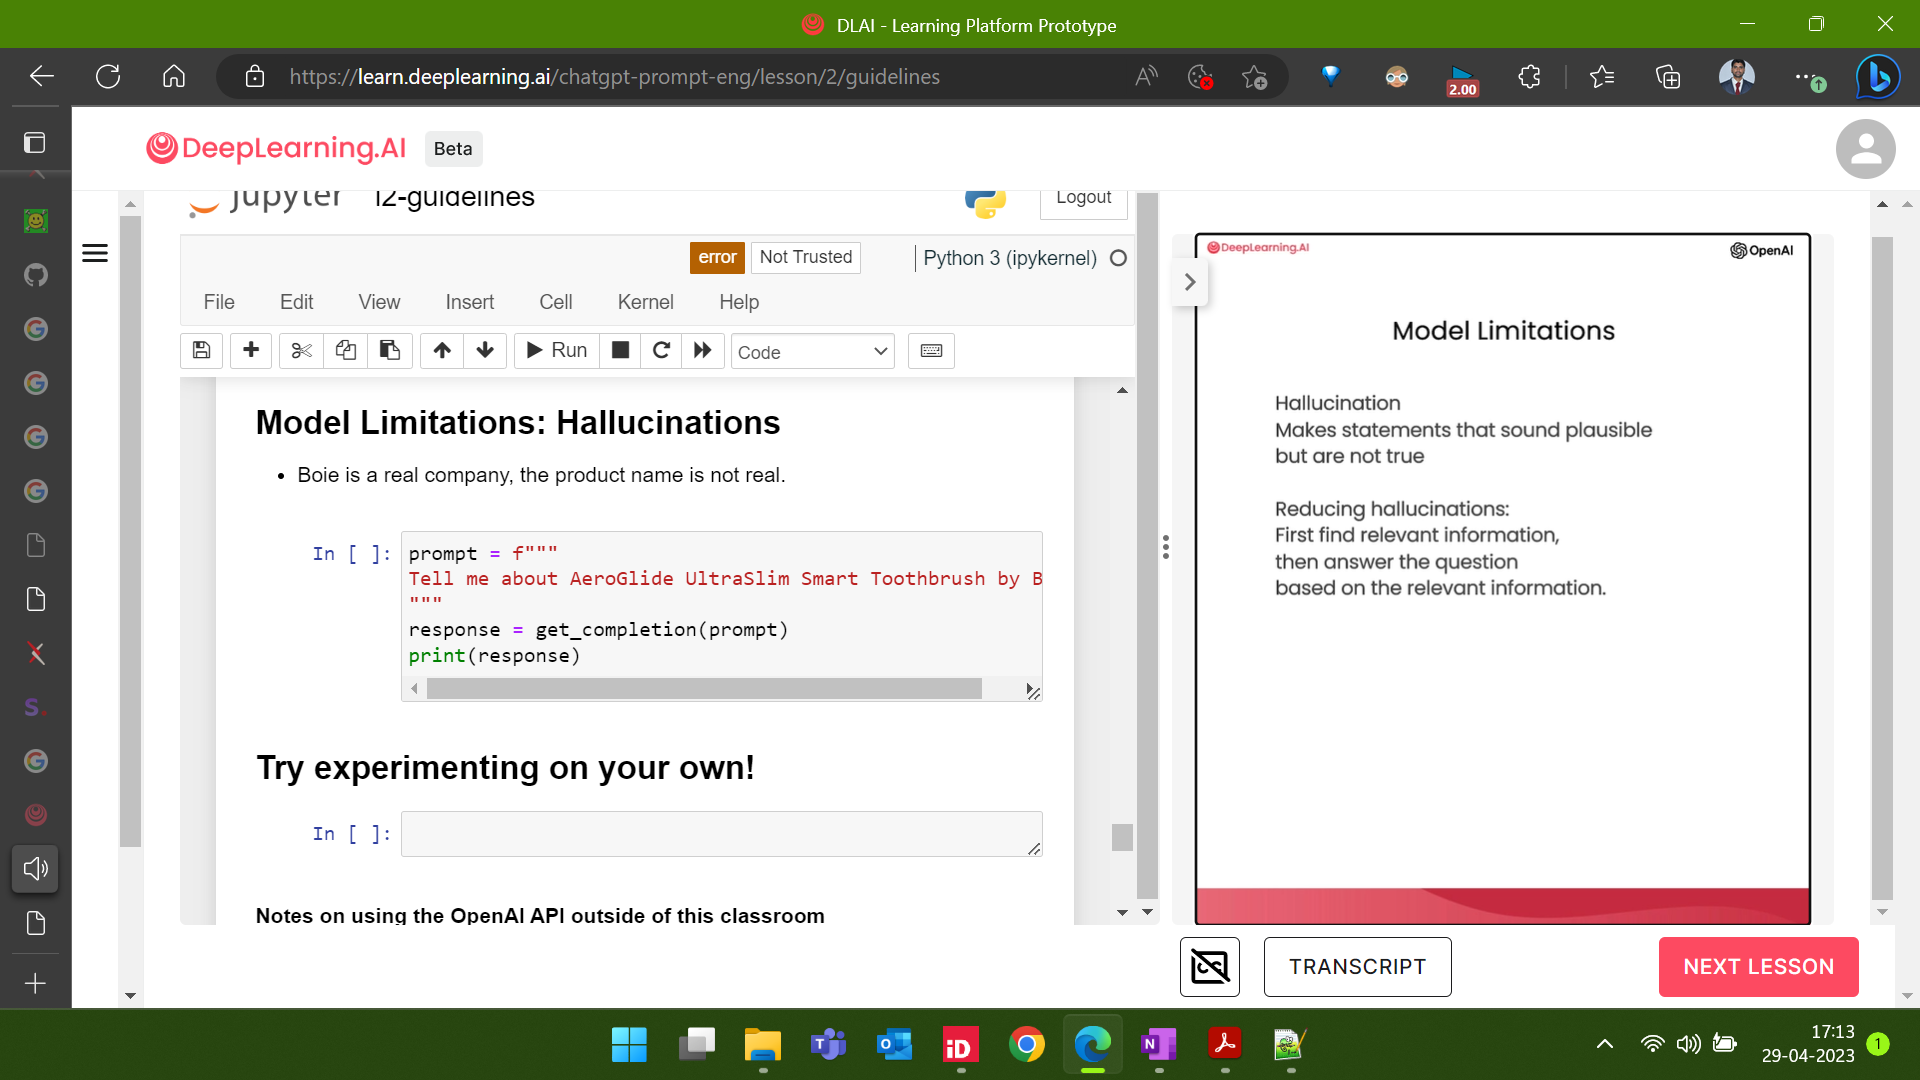 DLAI - Learning Platform Prototype
https://learn.deeplearning.ai/chatgpt-prompt-eng/lesson/2/guidelines
2.00
DeepLearning.AI Beta
jupyter l2-guidelines
Logout
error Not Trusted Python 3 (ipykernel)
File Edit View Insert Cell Kernel Help
Run Code
Model Limitations: Hallucinations
• Boie is a real company, the product name is not real.
In [ ]:
prompt = f"""
Tell me about AeroGlide UltraSlim Smart Toothbrush by B
"""
response = get_completion(prompt)
print(response)
Try experimenting on your own!
In [ ]:
Notes on using the OpenAI API outside of this classroom
DeepLearning.AI OpenAI
Model Limitations
Hallucination
Makes statements that sound plausible
but are not true
Reducing hallucinations:
First find relevant information,
then answer the question
based on the relevant information.
CC TRANSCRIPT NEXT LESSON
17:13
29-04-2023 1